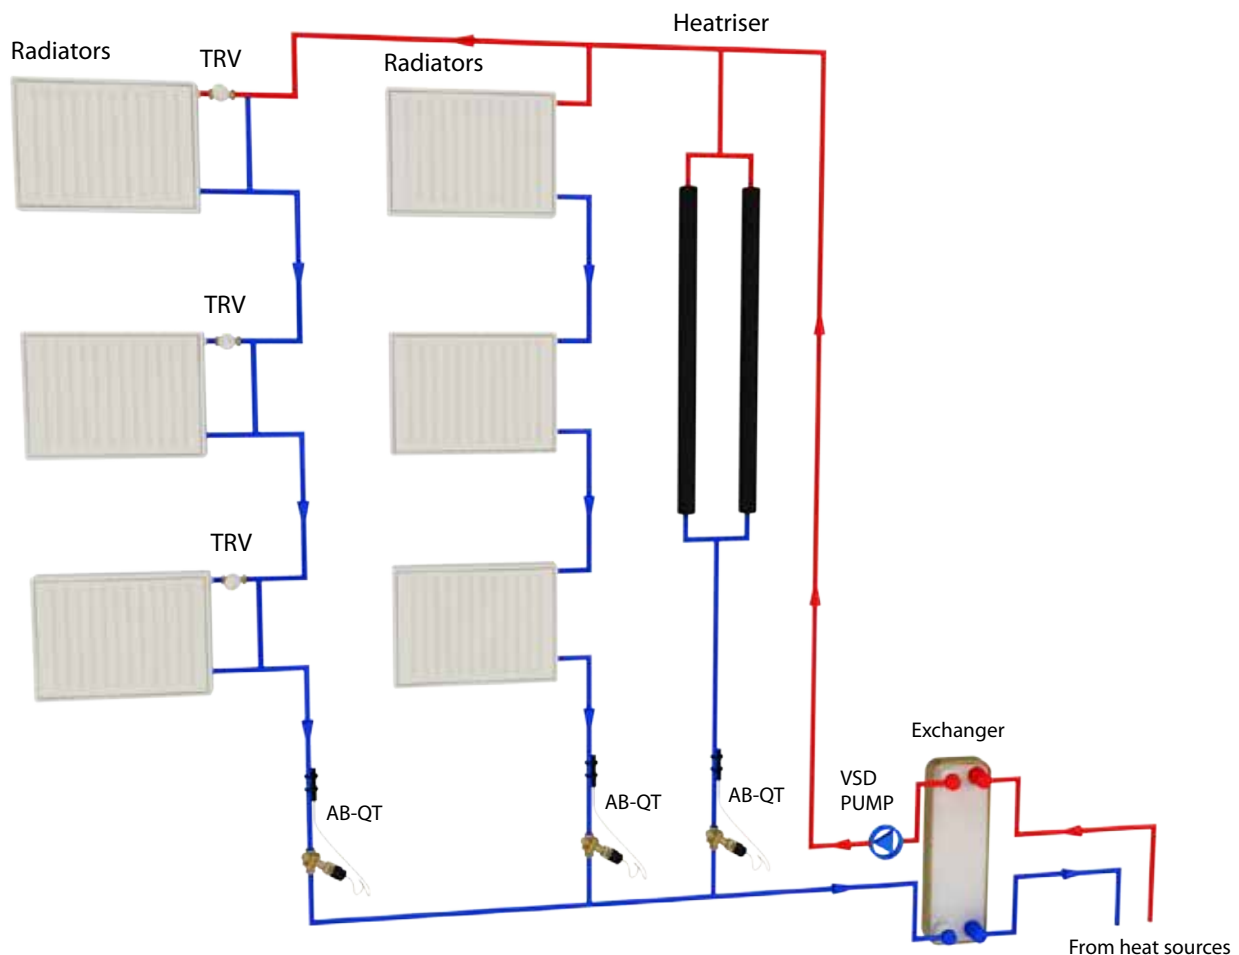 Heatriser
Radiators
TRV
Radiators
TRV
TRV
Exchanger
VSD
PUMP
AB-QT
AB-QT
AB-QT
From heat sources